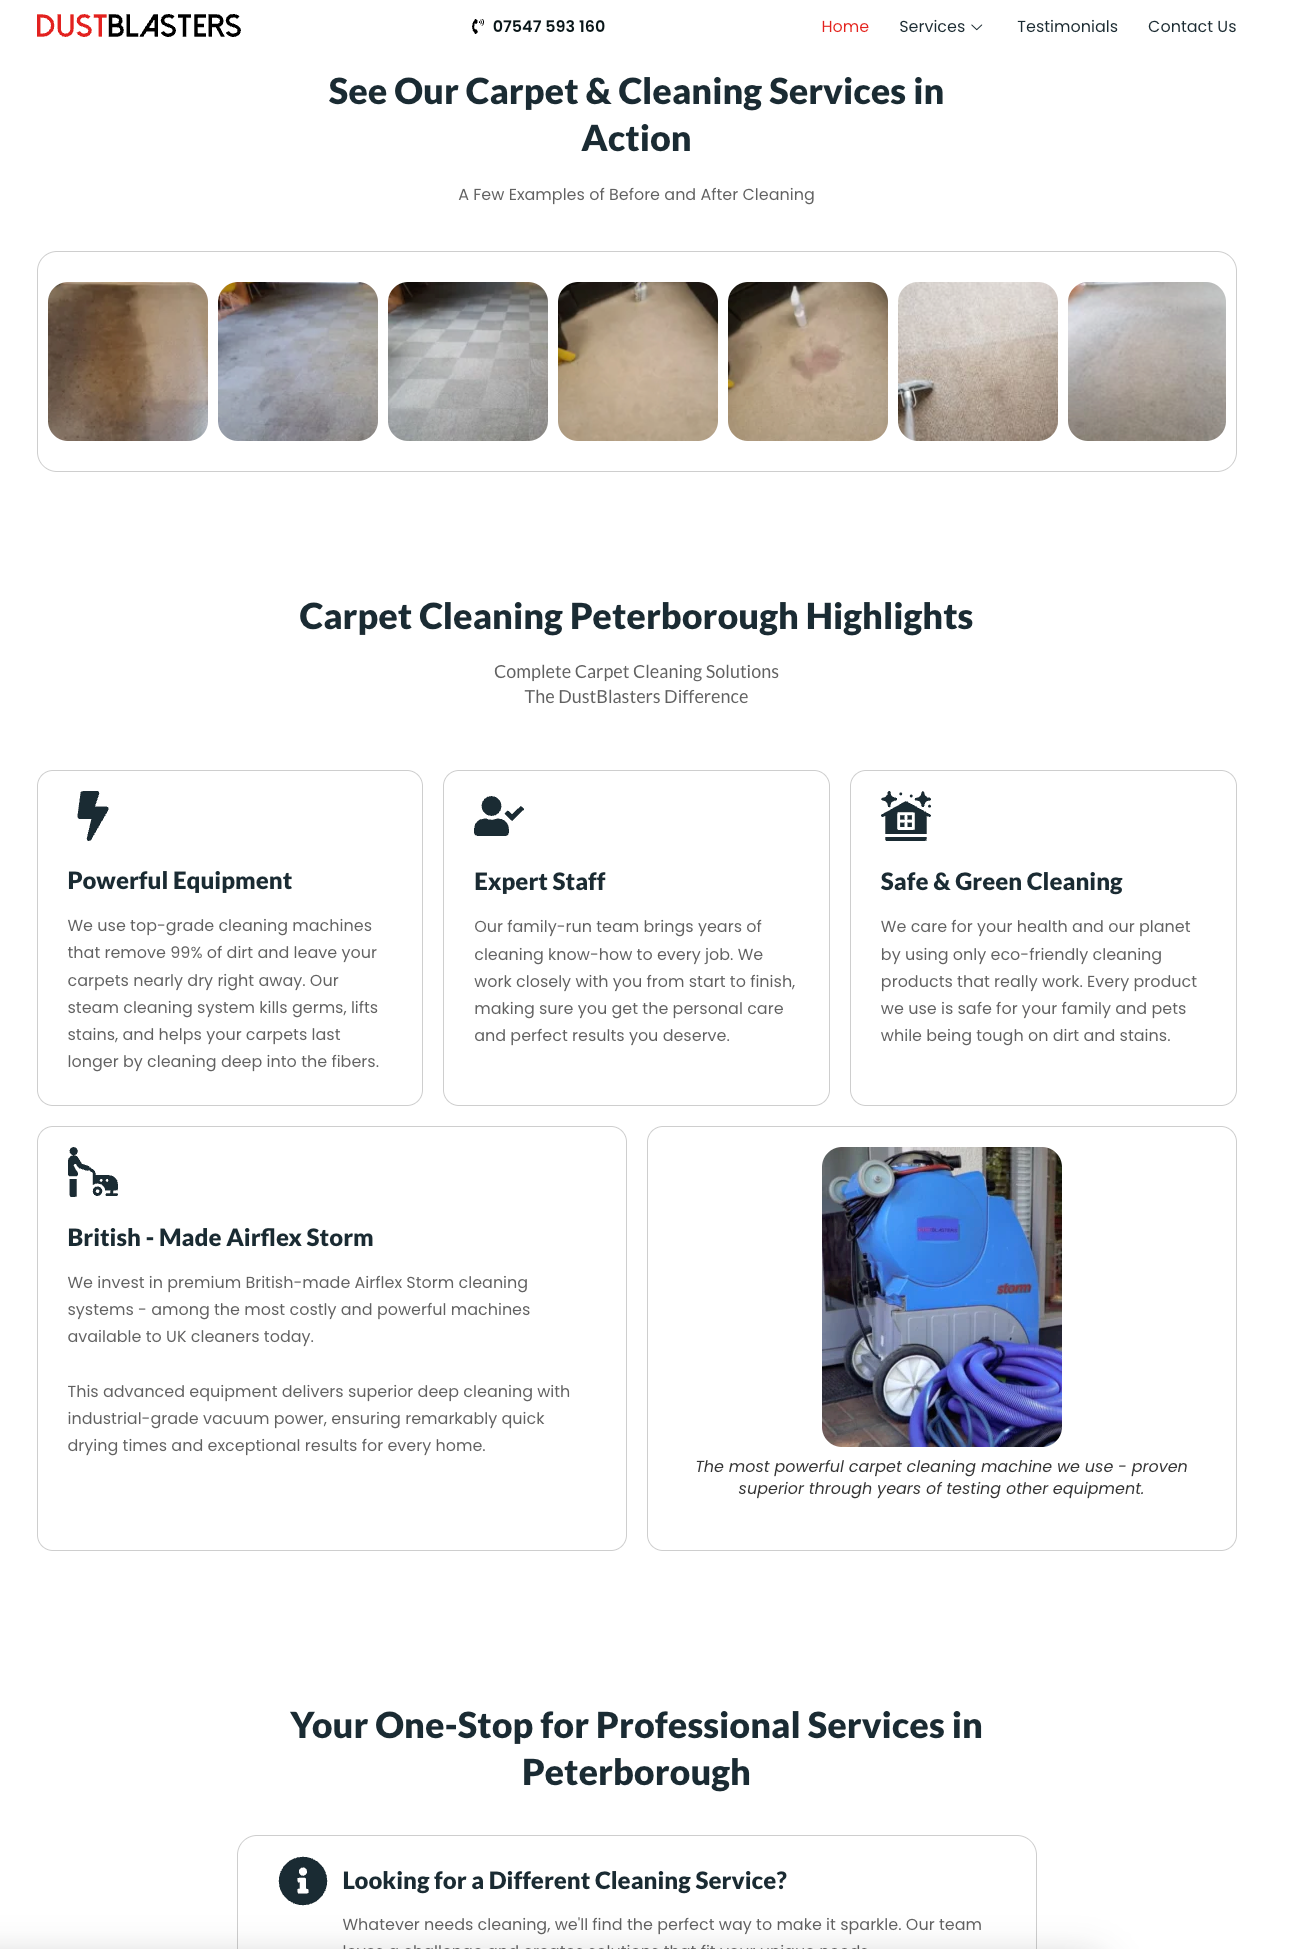 DUSTBLASTERS
07547 593 160
Home
Services
Testimonials
Contact Us
See Our Carpet & Cleaning Services in
Action
A Few Examples of Before and After Cleaning
Carpet Cleaning Peterborough Highlights
Complete Carpet Cleaning Solutions
The DustBlasters Difference
Powerful Equipment
We use top-grade cleaning machines
that remove 99% of dirt and leave your
carpets nearly dry right away. Our
steam cleaning system kills germs, lifts
stains, and helps your carpets last
longer by cleaning deep into the fibers.
Expert Staff
Our family-run team brings years of
cleaning know-how to every job. We
work closely with you from start to finish,
making sure you get the personal care
and perfect results you deserve.
Safe & Green Cleaning
We care for your health and our planet
by using only eco-friendly cleaning
products that really work. Every product
we use is safe for your family and pets
while being tough on dirt and stains.
British - Made Airflex Storm
We invest in premium British-made Airflex Storm cleaning
systems - among the most costly and powerful machines
available to UK cleaners today.
This advanced equipment delivers superior deep cleaning with
industrial-grade vacuum power, ensuring remarkably quick
drying times and exceptional results for every home.
storm
The most powerful carpet cleaning machine we use - proven
superior through years of testing other equipment.
Your One-Stop for Professional Services in
Peterborough
Looking for a Different Cleaning Service?
Whatever needs cleaning, we'll find the perfect way to make it sparkle. Our team